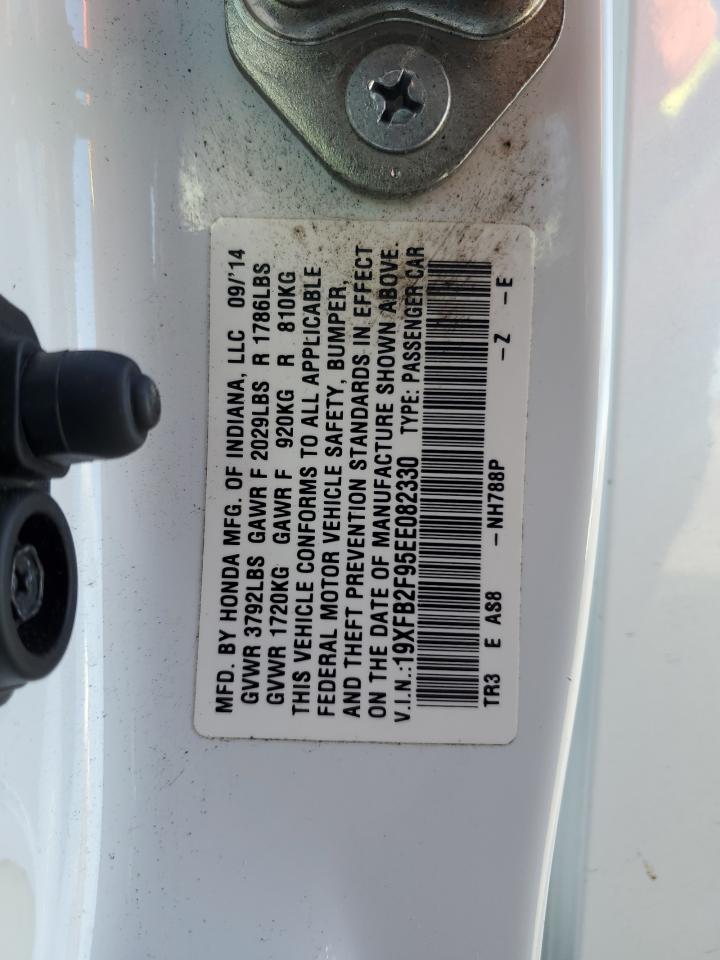 MFD. BY HONDA MFG. OF INDIANA, LLC 09/'14
GVWR 3792LBS GAWR F 2029LBS R 1786LBS
GVWR 1720KG GAWR F 920KG R 810KG
THIS VEHICLE CONFORMS TO ALL APPLICABLE
FEDERAL MOTOR VEHICLE SAFETY, BUMPER,
AND THEFT PREVENTION STANDARDS IN EFFECT
ON THE DATE OF MANUFACTURE SHOWN ABOVE.
V.I.N.:19XFB2F95EE082330 TYPE: PASSENGER CAR
TR3 E AS8 -NH788P -Z -E